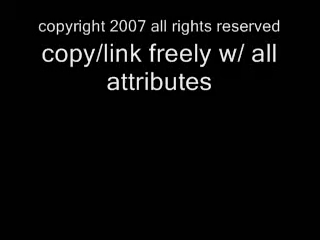 copyright 2007 all rights reserved
copy/link freely w/ all
attributes